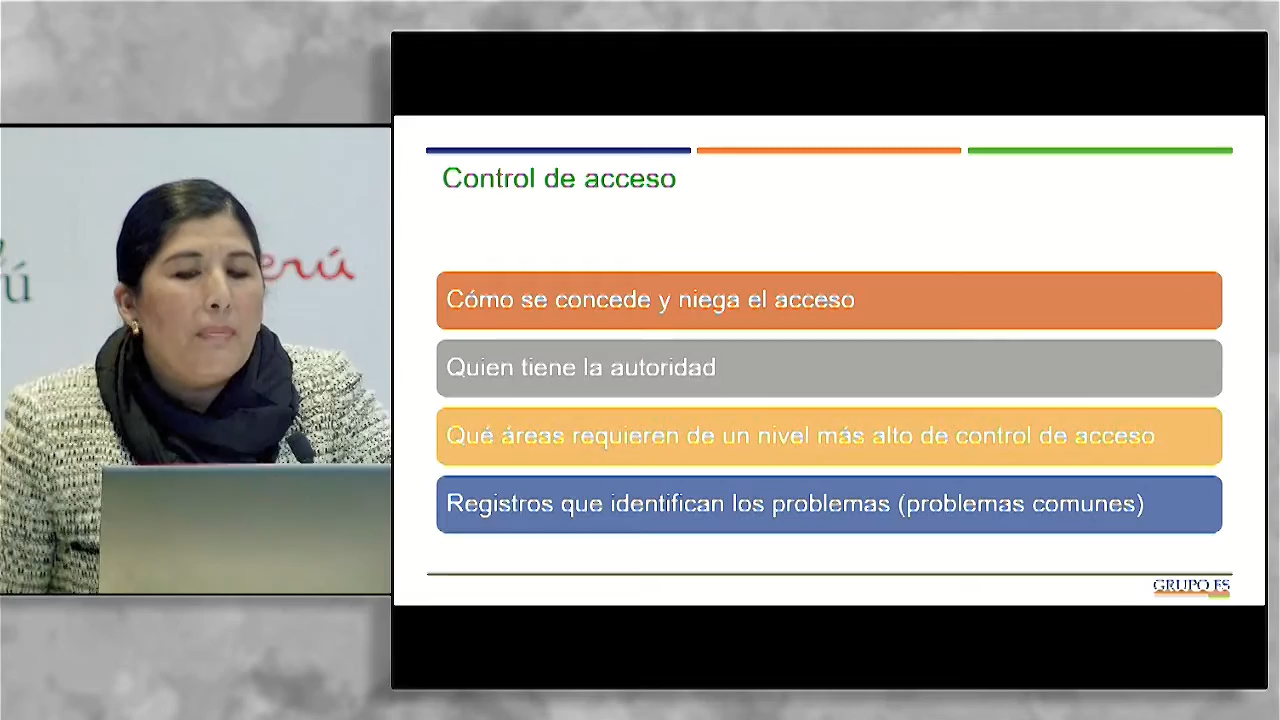 Control de acceso
Cómo se concede y niega el acceso
Quien tiene la autoridad
Qué áreas requieren de un nivel más alto de control de acceso
Registros que identifican los problemas (problemas comunes)
GRUPO ES
erú
ú